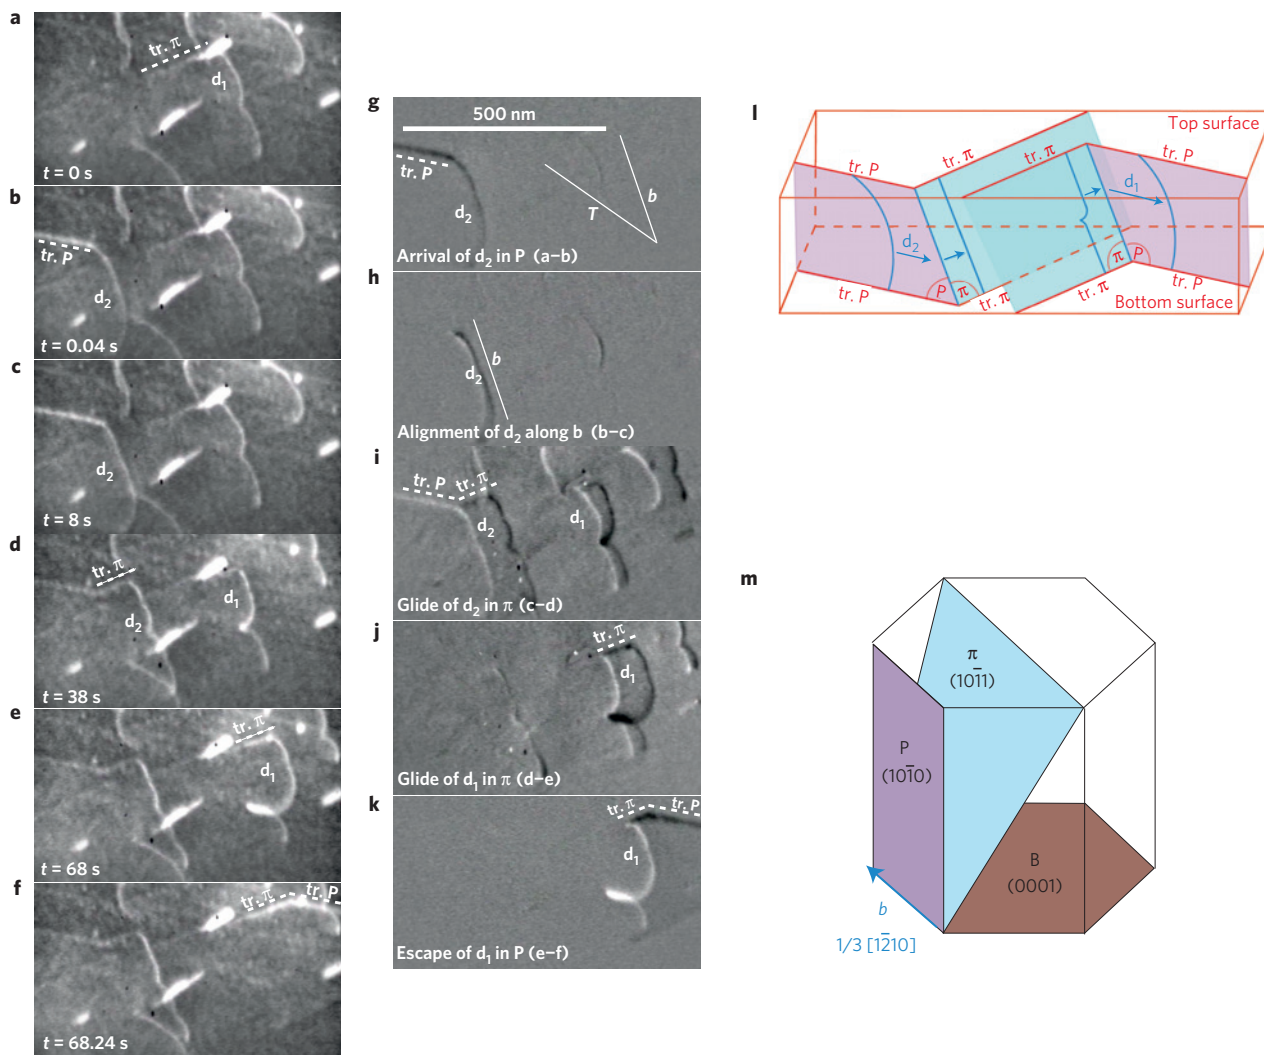 a
tr. π
d₁
t = 0 s
b
tr. P
d₂
t = 0.04 s
c
d₂
t = 8 s
d
tr. π
d₁
d₂
t = 38 s
e
tr. π
d₁
t = 68 s
f
tr. π
tr. P
t = 68.24 s
g
500 nm
tr. P
b
T
d₂
Arrival of d₂ in P (a–b)
h
b
d₂
Alignment of d₂ along b (b–c)
i
tr. P tr. π
d₁
d₂
Glide of d₂ in π (c–d)
j
tr. π
d₁
Glide of d₁ in π (d–e)
k
tr. π
tr. P
d₁
Escape of d₁ in P (e–f)
l
Top surface
tr. π
tr. π
tr. P
tr. P
d₁
d₂
π P
P π
tr. P
tr. π
tr. π
tr. P
Bottom surface
m
π
(101̄1)
P
(101̄0)
B
(0001)
b
1/3 [12̄10]